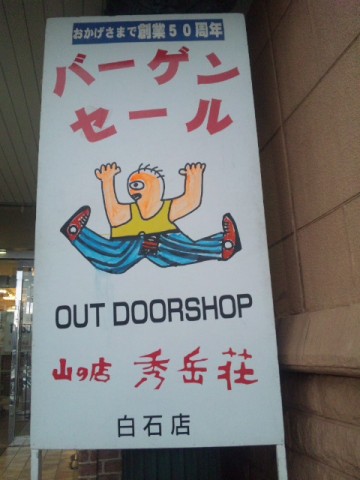 おかげさまで創業50周年
バーゲン
セール
OUT DOORSHOP
山の店 秀岳荘
白石店